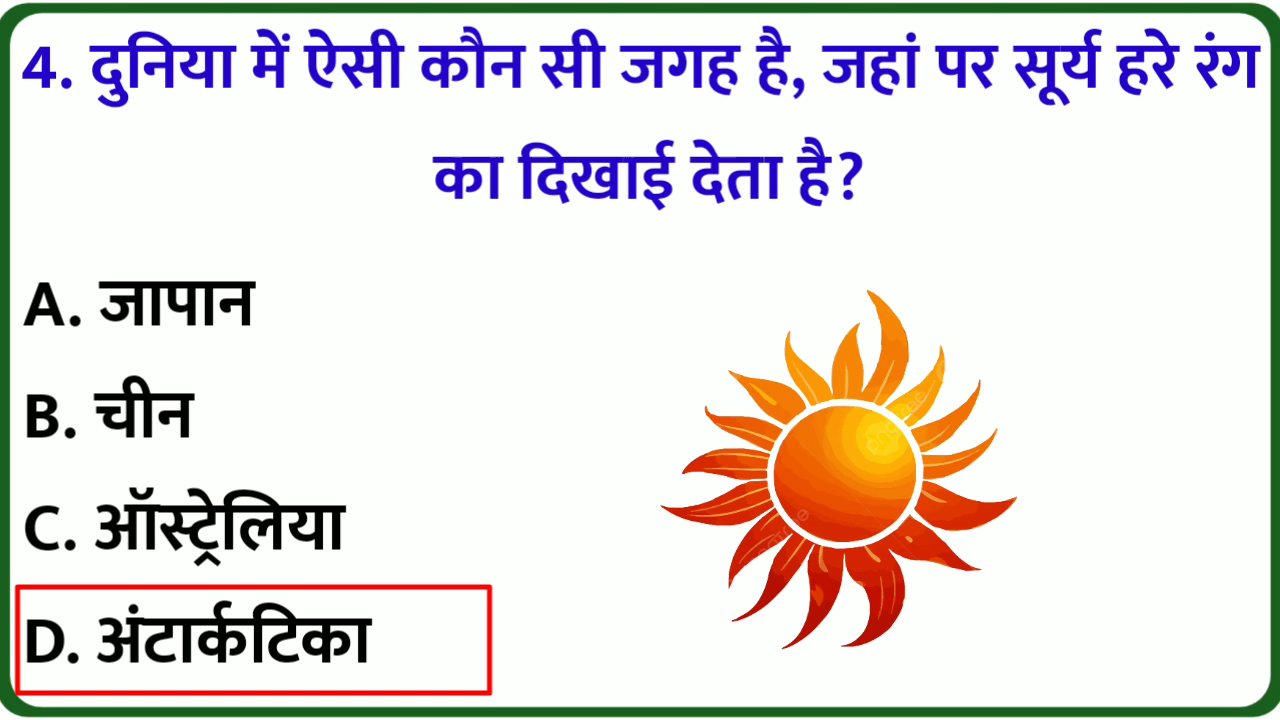 4. दुनिया में ऐसी कौन सी जगह है, जहां पर सूर्य हरे रंग
का दिखाई देता है?
A. जापान
B. चीन
C. ऑस्ट्रेलिया
D. अंटार्कटिका